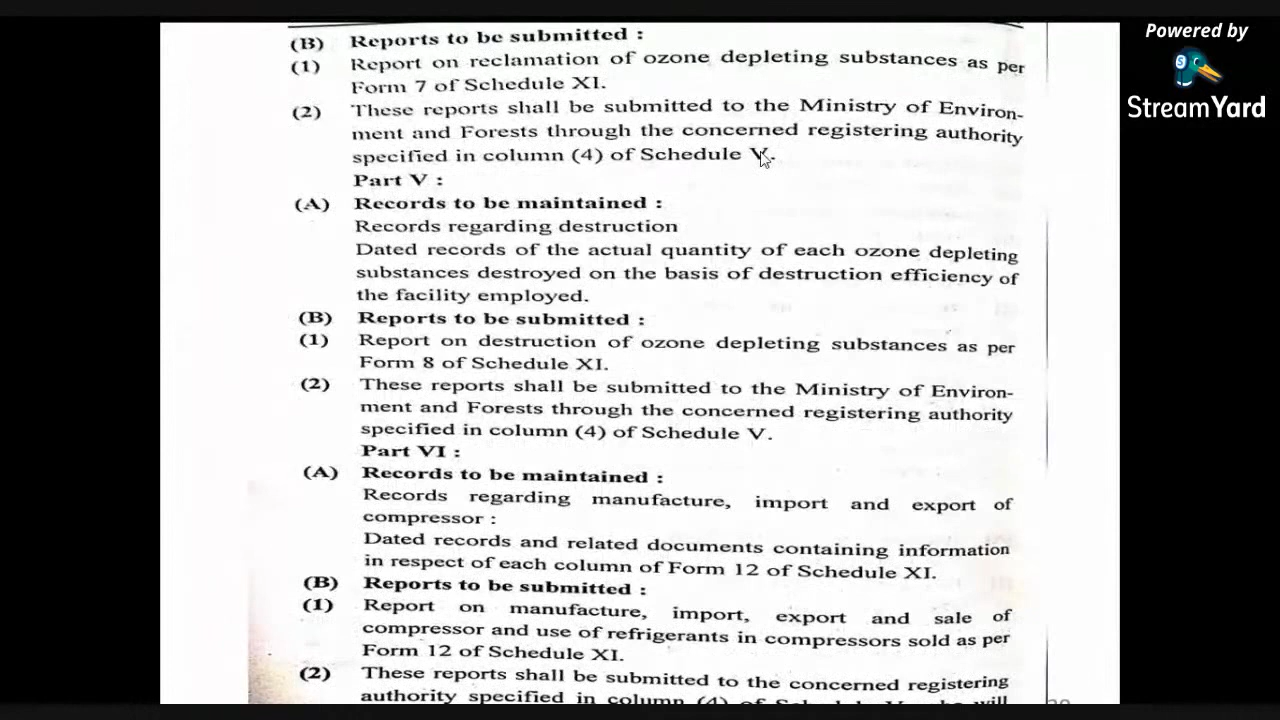 Powered by
StreamYard
(B) Reports to be submitted :
(1) Report on reclamation of ozone depleting substances as per
Form 7 of Schedule XI.
(2) These reports shall be submitted to the Ministry of Environ-
ment and Forests through the concerned registering authority
specified in column (4) of Schedule V.
Part V :
(A) Records to be maintained :
Records regarding destruction
Dated records of the actual quantity of each ozone depleting
substances destroyed on the basis of destruction efficiency of
the facility employed.
(B) Reports to be submitted :
(1) Report on destruction of ozone depleting substances as per
Form 8 of Schedule XI.
(2) These reports shall be submitted to the Ministry of Environ-
ment and Forests through the concerned registering authority
specified in column (4) of Schedule V.
Part VI :
(A) Records to be maintained :
Records regarding manufacture, import and export of
compressor :
Dated records and related documents containing information
in respect of each column of Form 12 of Schedule XI.
(B) Reports to be submitted :
(1) Report on manufacture, import, export and sale of
compressor and use of refrigerants in compressors sold as per
Form 12 of Schedule XI.
(2) These reports shall be submitted to the concerned registering
authority specified in column (4) of Schedule V, who will